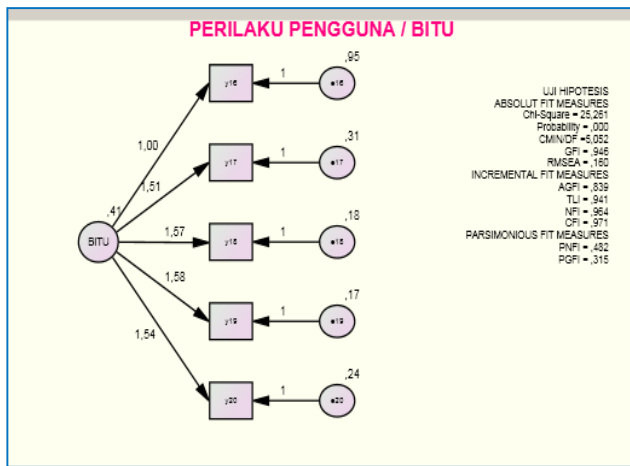 PERILAKU PENGGUNA / BITU
,95
y16
1
e16
1,00
,31
y17
1
e17
1,51
,41
BITU
,18
y18
1
e18
1,57
,17
y19
1
e19
1,58
,24
y20
1
e20
1,54
UJI HIPOTESIS
ABSOLUT FIT MEASURES
Chi-Square = 25,261
Probability = ,000
CMIN/DF =5,052
GFI = ,946
RMSEA = ,160
INCREMENTAL FIT MEASURES
AGFI = ,839
TLI = ,941
NFI = ,964
CFI = ,971
PARSIMONIOUS FIT MEASURES
PNFI = ,482
PGFI = ,315